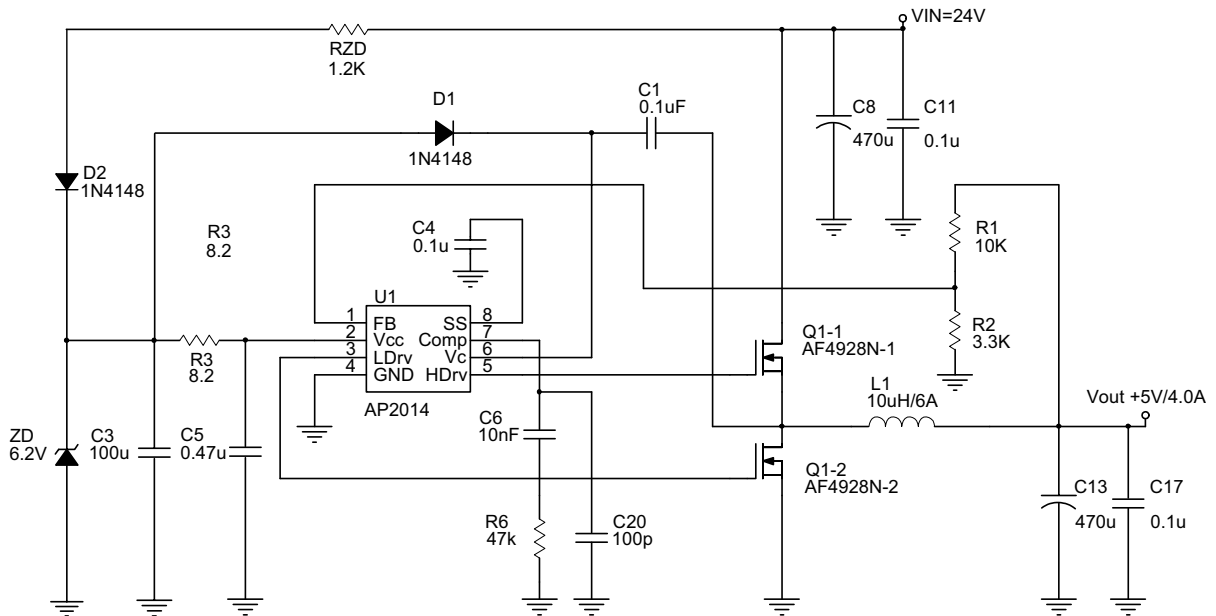 VIN=24V
RZD
1.2K
D1
1N4148
C1
0.1uF
C8
470u
C11
0.1u
D2
1N4148
R3
8.2
C4
0.1u
R1
10K
U1
1
2
3
4
FB
Vcc
LDrv
GND
SS
Comp
Vc
HDrv
8
7
6
5
AP2014
R3
8.2
R2
3.3K
Q1-1
AF4928N-1
L1
10uH/6A
Vout +5V/4.0A
ZD
6.2V
C3
100u
C5
0.47u
C6
10nF
Q1-2
AF4928N-2
R6
47k
C20
100p
C13
470u
C17
0.1u